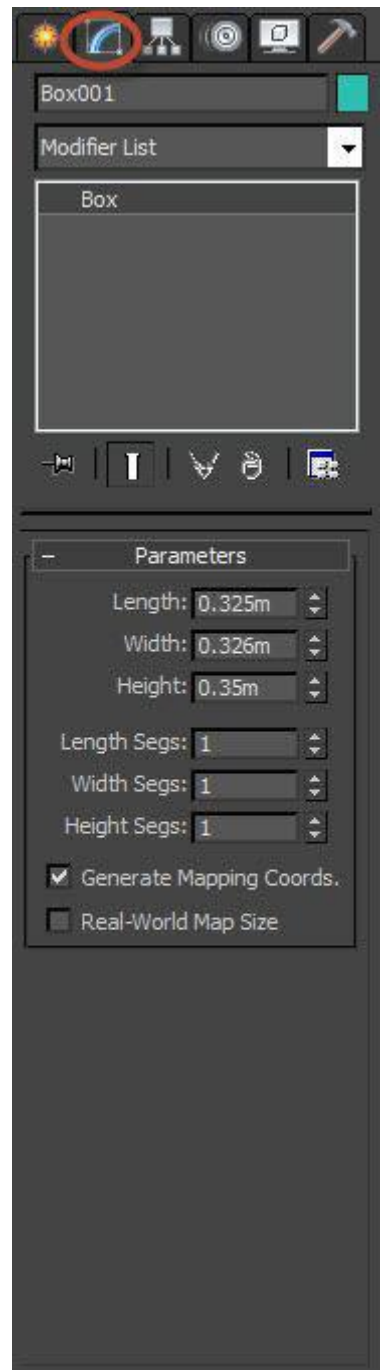 Box001
Modifier List
Box
Parameters
Length: 0.325m
Width: 0.326m
Height: 0.35m
Length Segs: 1
Width Segs: 1
Height Segs: 1
Generate Mapping Coords.
Real-World Map Size